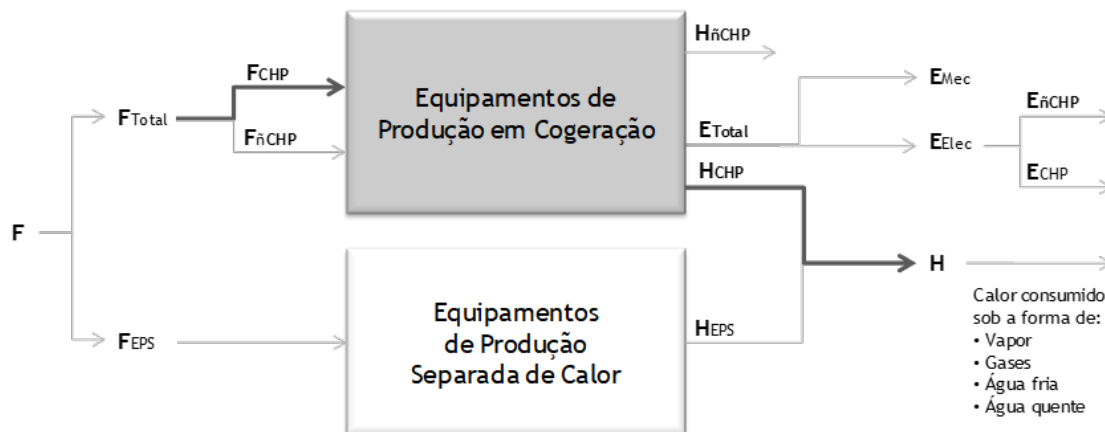 HñCHP
FCHP
EMec
EñCHP
Equipamentos de
Produção em Cogeração
FTotal
FñCHP
ETotal
EElec
HCHP
ECHP
F
H
Calor consumido
sob a forma de:
• Vapor
• Gases
• Água fria
• Água quente
Equipamentos
de Produção
Separada de Calor
FEPS
HEPS